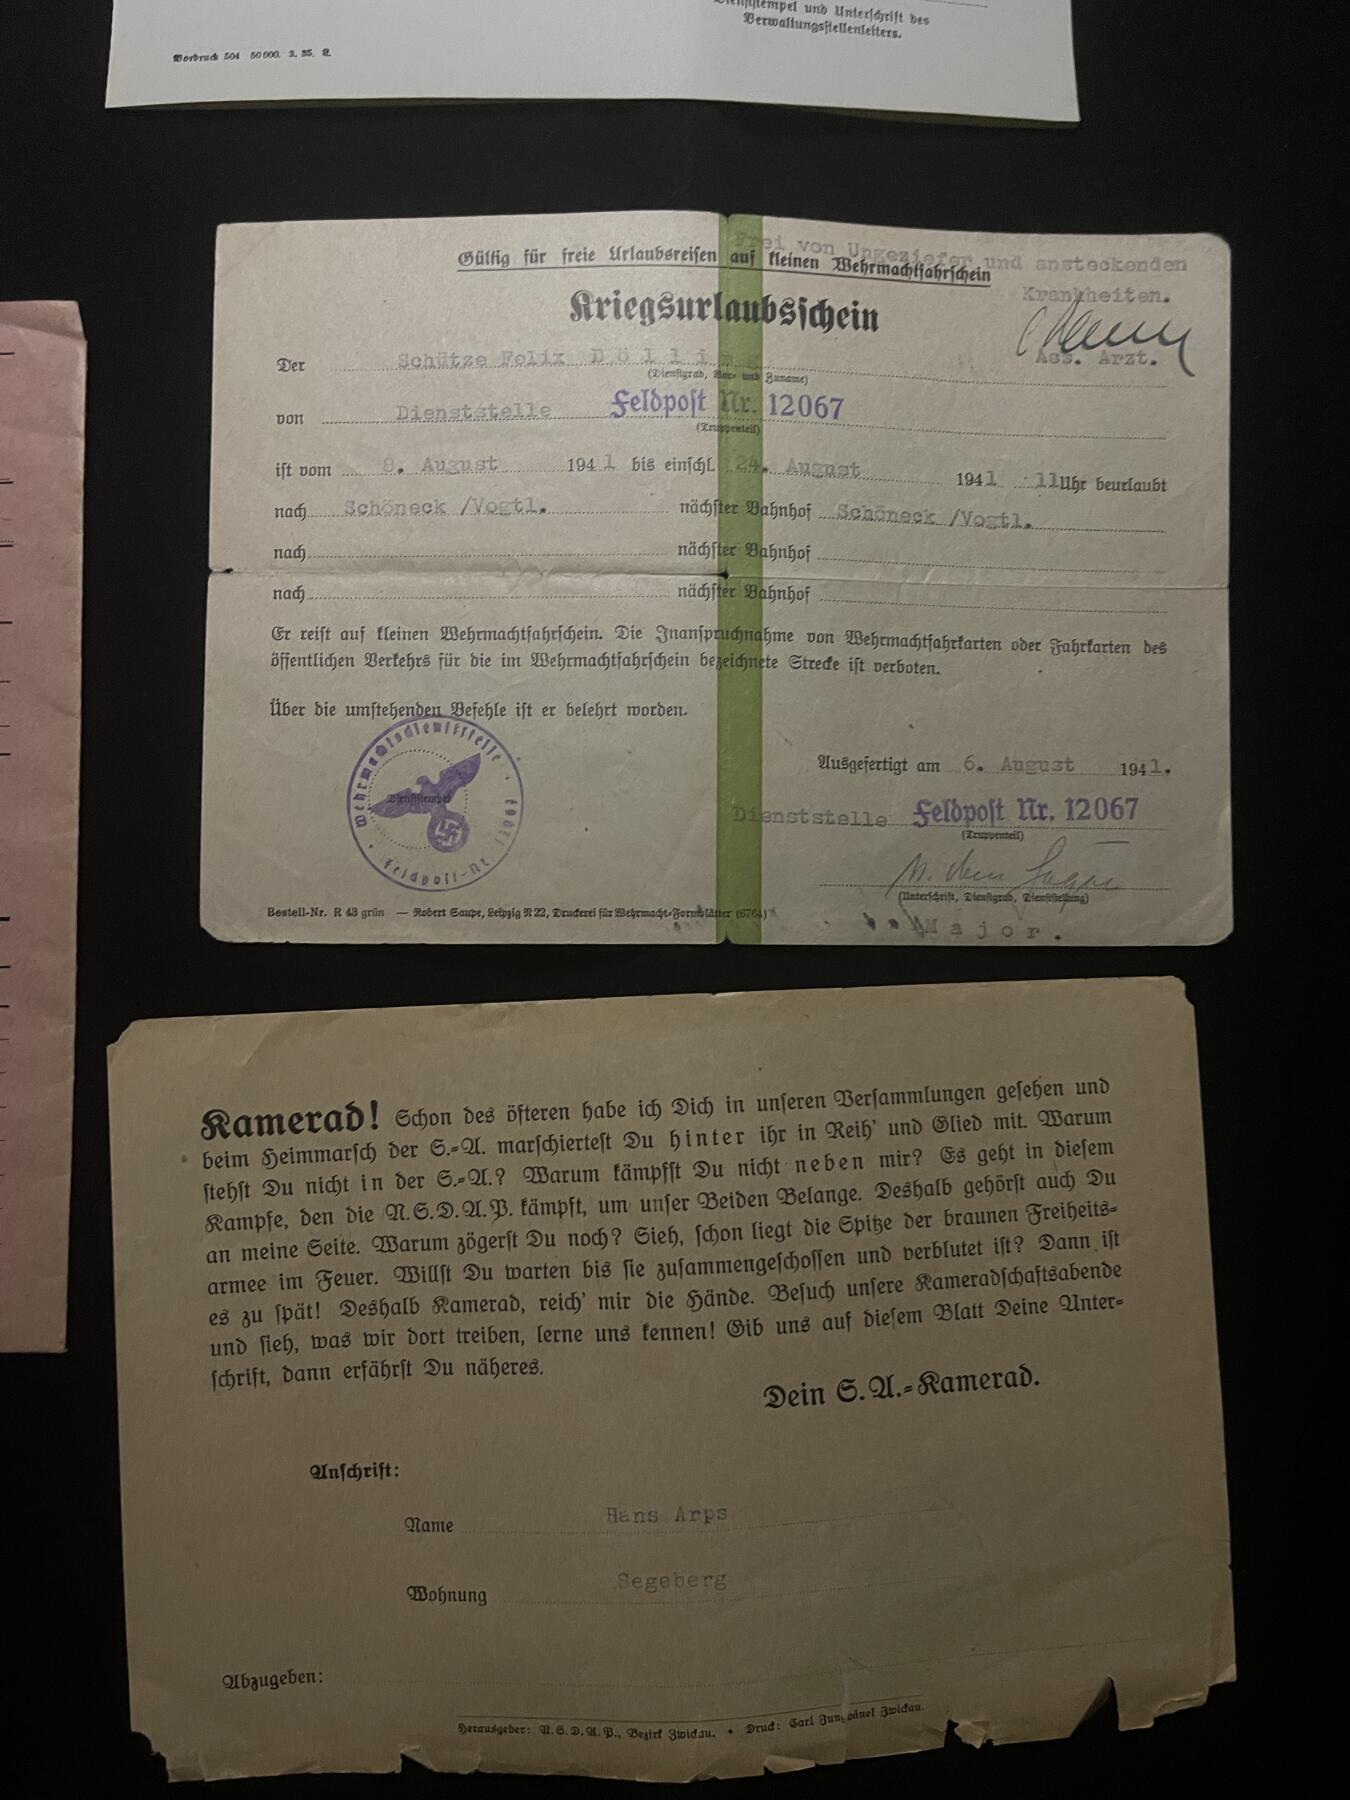 Dienststempel und Unterschrift des
Verwaltungsstellenleiters.
Vordruck 504 50000. 3. 35. L.
Frei von Ungeziefer und ansteckenden
Krankheiten.
Ass. Arzt.
Gültig für freie Urlaubsreisen auf kleinen Wehrmachtfahrschein
Kriegsurlaubsschein
Der Schütze Felix Dölling
(Dienstgrad, Vor- und Zuname)
von Dienststelle Feldpost Nr. 12067
(Truppenteil)
ist vom 8. August 1941 bis einschl. 24. August 1941 11 Uhr beurlaubt
nach Schöneck /Vogtl. nächster Bahnhof Schöneck /Vogtl.
nach nächster Bahnhof
nach nächster Bahnhof
Er reist auf kleinen Wehrmachtfahrschein. Die Inanspruchnahme von Wehrmachtfahrkarten oder Fahrkarten des
öffentlichen Verkehrs für die im Wehrmachtfahrschein bezeichnete Strecke ist verboten.
Über die umstehenden Befehle ist er belehrt worden.
Wehrmachtsdienststelle
Feldpost-Nr. 12067
Dienststempel
Ausgefertigt am 6. August 1941.
Dienststelle Feldpost Nr. 12067
(Truppenteil)
(Unterschrift, Dienstgrad, Dienststellung)
Major.
Bestell-Nr. R 43 grün — Robert Saupe, Leipzig N 22, Druckerei für Wehrmacht-Formblätter (6764)
Kamerad! Schon des öfteren habe ich Dich in unseren Versammlungen gesehen und
beim Heimmarsch der S.-A. marschiertest Du hinter ihr in Reih' und Glied mit. Warum
stehst Du nicht in der S.-A.? Warum kämpfst Du nicht neben mir? Es geht in diesem
Kampfe, den die N.S.D.A.P. kämpft, um unser Beiden Belange. Deshalb gehörst auch Du
an meine Seite. Warum zögerst Du noch? Sieh, schon liegt die Spitze der braunen Freiheits-
armee im Feuer. Willst Du warten bis sie zusammengeschossen und verblutet ist? Dann ist
es zu spät! Deshalb Kamerad, reich' mir die Hände. Besuch unsere Kameradschaftsabende
und sieh, was wir dort treiben, lerne uns kennen! Gib uns auf diesem Blatt Deine Unter-
schrift, dann erfährst Du näheres.
Dein S.A.-Kamerad.
Anschrift:
Name Hans Arps
Wohnung Segeberg
Abzugeben:
Herausgeber: N.S.D.A.P., Bezirk Zwickau. • Druck: Carl Zwickau.